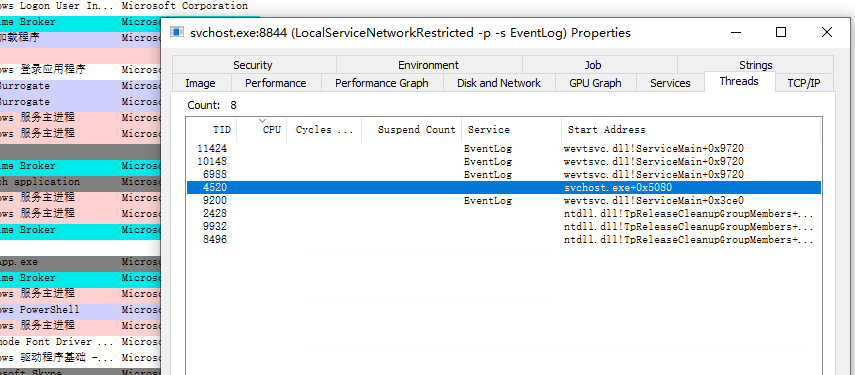 ows Logon User In... Microsoft Corporation
me Broker Micros
加载程序 Micros
ows 登录应用程序 Micros
Surrogate Micros
Surrogate Micros
ows 服务主进程 Micros
ows 服务主进程 Micros
me Broker Micros
ch application Micros
ows 服务主进程 Micros
ows 服务主进程 Micros
me Broker Micros
App.exe Micros
me Broker Micros
ows 服务主进程 Micros
ows PowerShell Micros
ows 服务主进程 Micros
mode Font Driver ... Micros
ows 驱动程序基础 -... Micros
osoft Skype Micros
svchost.exe:8844 (LocalServiceNetworkRestricted -p -s EventLog) Properties
Security Environment Job Strings
Image Performance Performance Graph Disk and Network GPU Graph Services Threads TCP/IP
Count: 8
TID CPU Cycles ... Suspend Count Service Start Address
11424 EventLog wevtsvc.dll!ServiceMain+0x9720
10148 EventLog wevtsvc.dll!ServiceMain+0x9720
6988 EventLog wevtsvc.dll!ServiceMain+0x9720
4520 svchost.exe+0x5080
9200 EventLog wevtsvc.dll!ServiceMain+0x3ce0
2428 ntdll.dll!TpReleaseCleanupGroupMembers+...
9932 ntdll.dll!TpReleaseCleanupGroupMembers+...
8496 ntdll.dll!TpReleaseCleanupGroupMembers+...